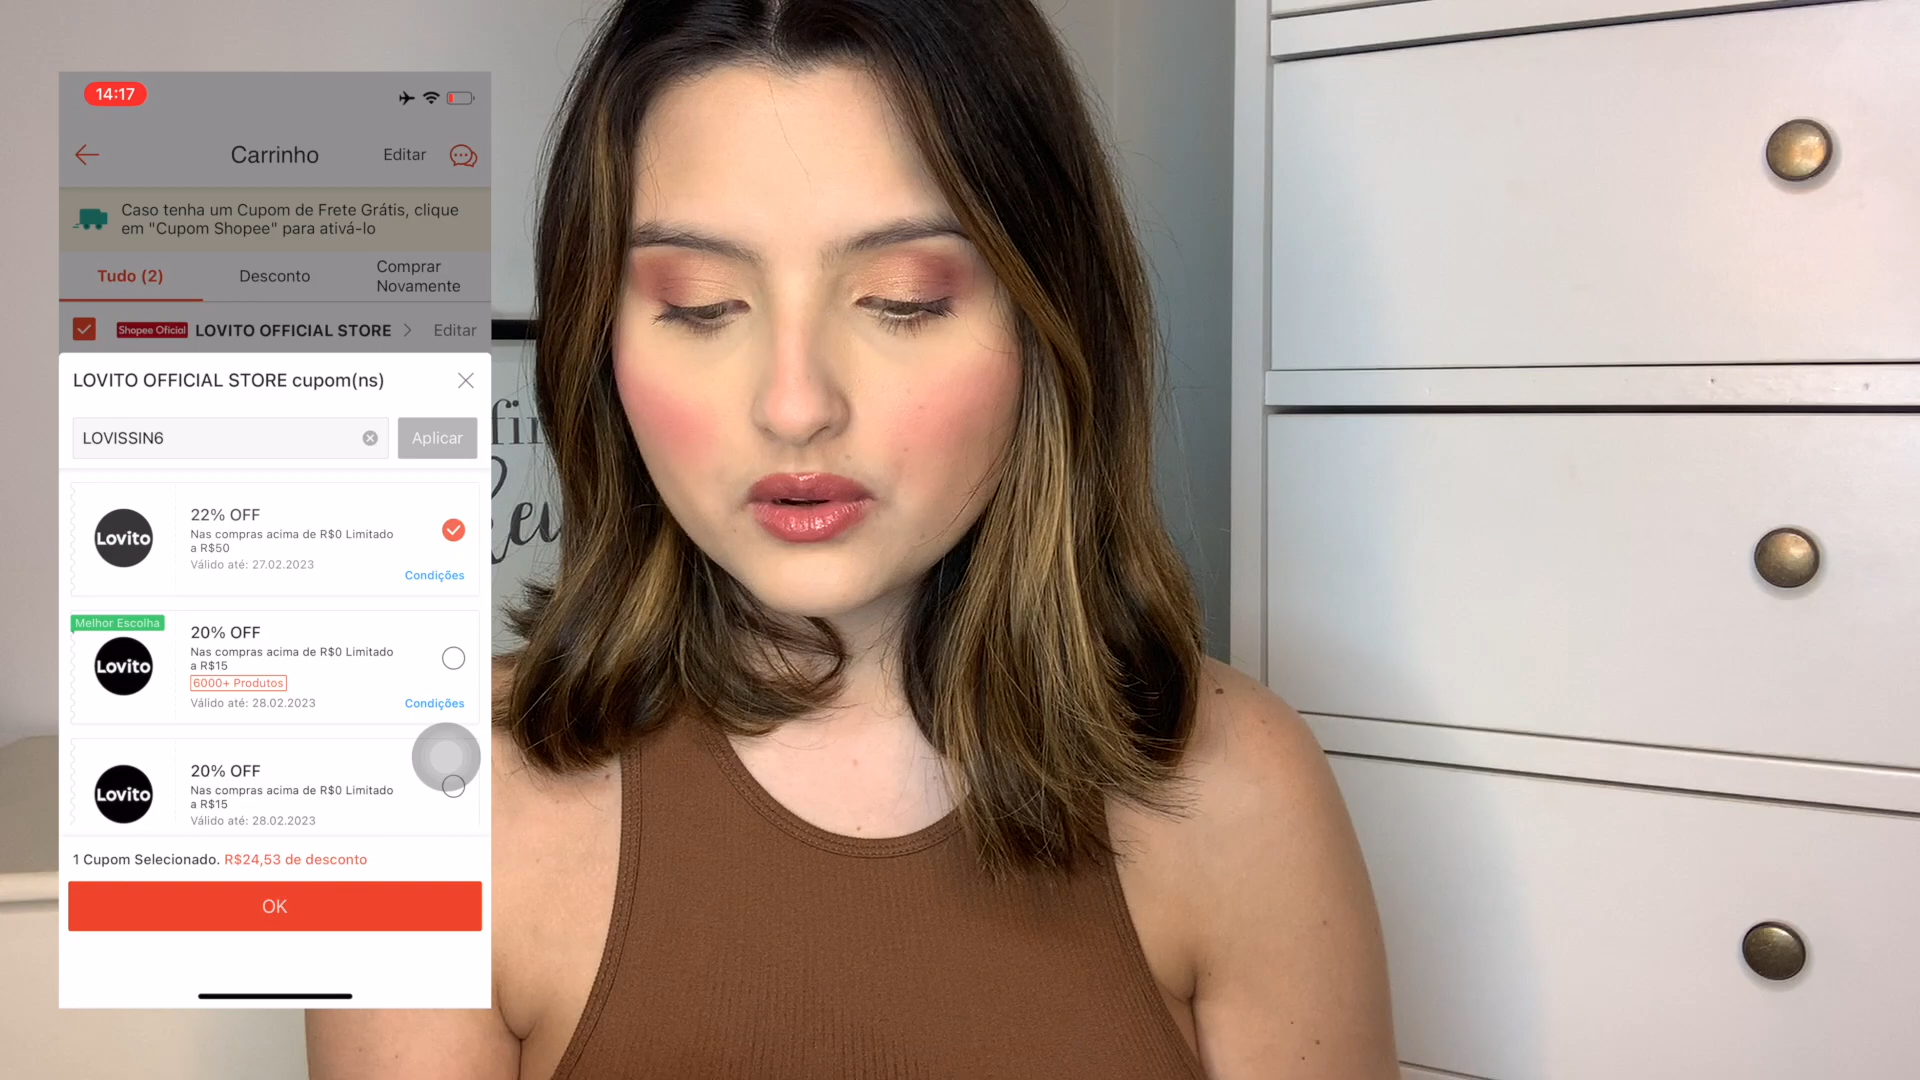 14:17
Carrinho
Editar
Caso tenha um Cupom de Frete Grátis, clique
em "Cupom Shopee" para ativá-lo
Tudo (2)
Desconto
Comprar
Novamente
Shopee Oficial LOVITO OFFICIAL STORE
Editar
LOVITO OFFICIAL STORE cupom(ns)
LOVISSIN6
Aplicar
Lovito
22% OFF
Nas compras acima de R$0 Limitado
a R$50
Válido até: 27.02.2023
Condições
Melhor Escolha
Lovito
20% OFF
Nas compras acima de R$0 Limitado
a R$15
6000+ Produtos
Válido até: 28.02.2023
Condições
Lovito
20% OFF
Nas compras acima de R$0 Limitado
a R$15
Válido até: 28.02.2023
1 Cupom Selecionado. R$24,53 de desconto
OK